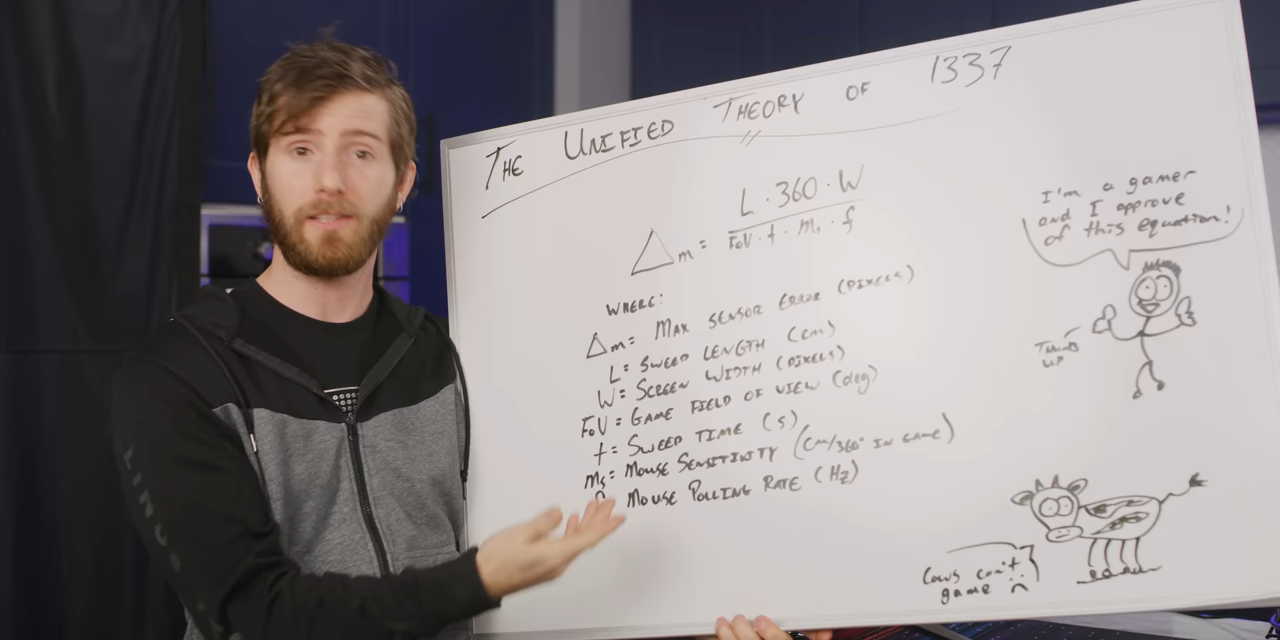 THE UNIFIED THEORY OF 1337
L · 360 · W
Δm = FoV · t · Ms · f
WHERE:
Δm = MAX SENSOR ERROR (PIXELS)
L = SWEEP LENGTH (cm)
W = SCREEN WIDTH (PIXELS)
FoV = GAME FIELD OF VIEW (deg)
t = SWEEP TIME (s)
Ms = MOUSE SENSITIVITY (cm/360° IN GAME)
MOUSE POLLING RATE (Hz)
I'm a gamer
and I approve
of this equation!
THUMBS
UP
Cows can't
game :(
LINUS